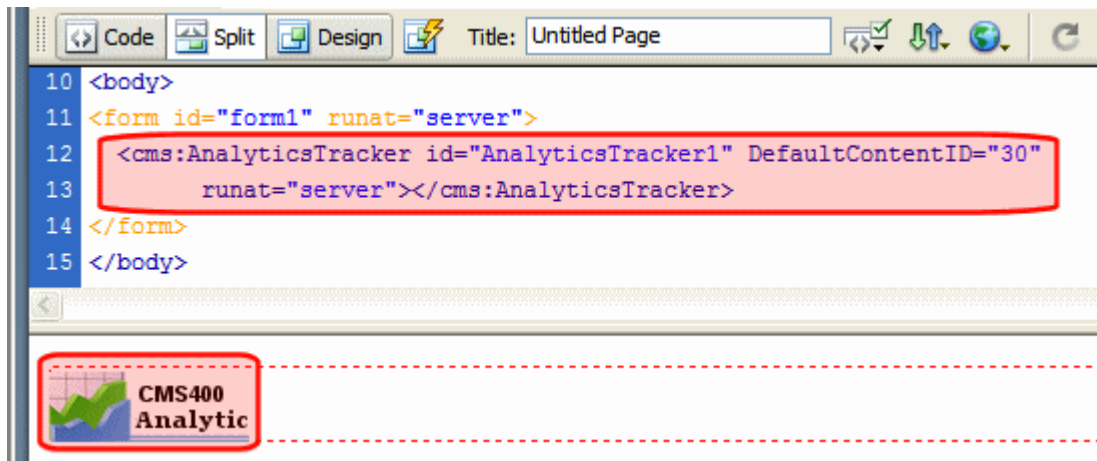 Code Split Design Title: Untitled Page
10 <body>
11 <form id="form1" runat="server">
12 <cms:AnalyticsTracker id="AnalyticsTracker1" DefaultContentID="30"
13 runat="server"></cms:AnalyticsTracker>
14 </form>
15 </body>
CMS400
Analytic